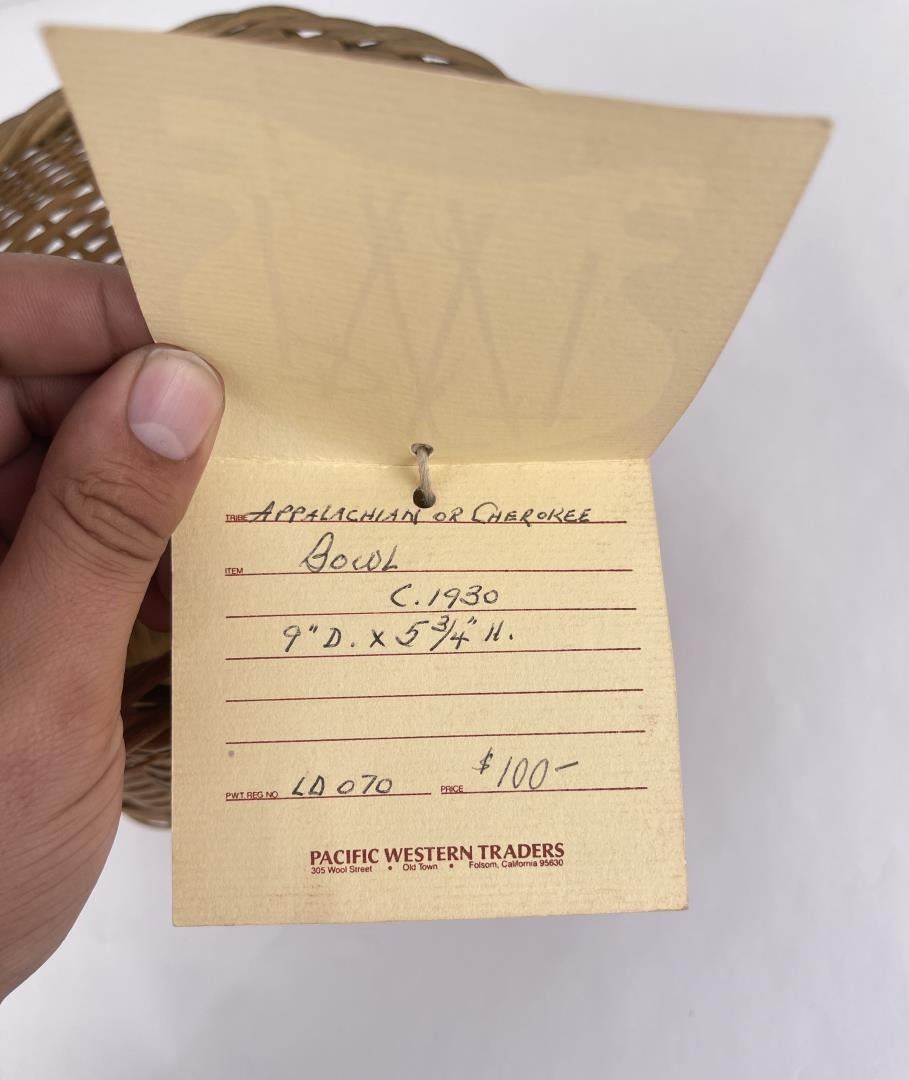 TRIBE APPALACHIAN OR CHEROKEE
ITEM BOWL
C. 1930
9" D. X 5 3/4" H.
PWT. REG. NO. LD 070 PRICE $100-
PACIFIC WESTERN TRADERS
305 Wool Street • Old Town • Folsom, California 95630